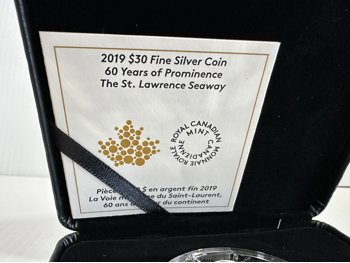 2019 $30 Fine Silver Coin
60 Years of Prominence
The St. Lawrence Seaway
ROYAL CANADIAN MINT
MONNAIE ROYALE CANADIENNE
$ en argent fin 2019
La Voie du Saint-Laurent,
60 ans du continent